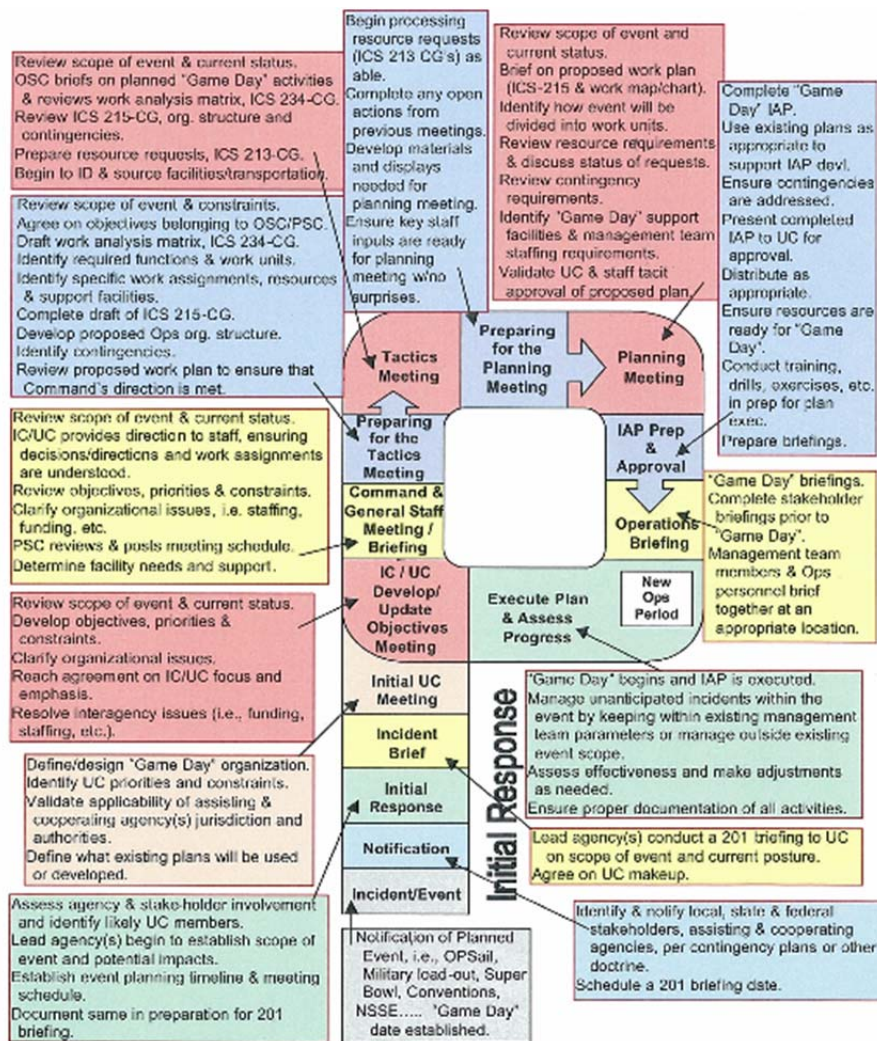 Review scope of event & current status.
OSC briefs on planned "Game Day" activities
& reviews work analysis matrix, ICS 234-CG.
Review ICS 215-CG, org. structure and
contingencies.
Prepare resource requests, ICS 213-CG.
Begin to ID & source facilities/transportation.
Begin processing
resource requests
(ICS 213 CG's) as
able.
Complete any open
actions from
previous meetings.
Develop materials
and displays
needed for
planning meeting.
Ensure key staff
inputs are ready
for planning
meeting w/no
surprises.
Review scope of event and
current status.
Brief on proposed work plan
(ICS-215 & work map/chart).
Identify how event will be
divided into work units.
Review resource requirements
& discuss status of requests.
Review contingency
requirements.
Identify "Game Day" support
facilities & management team
staffing requirements.
Validate UC & staff tacit
approval of proposed plan.
Complete "Game
Day" IAP.
Use existing plans as
appropriate to
support IAP devl.
Ensure contingencies
are addressed.
Present completed
IAP to UC for
approval.
Distribute as
appropriate.
Ensure resources are
ready for "Game
Day".
Conduct training,
drills, exercises, etc.
in prep for plan
exec.
Prepare briefings.
Review scope of event & constraints.
Agree on objectives belonging to OSC/PSC.
Draft work analysis matrix, ICS 234-CG.
Identify required functions & work units.
Identify specific work assignments, resources
& support facilities.
Complete draft of ICS 215-CG.
Develop proposed Ops org. structure.
Identify contingencies.
Review proposed work plan to ensure that
Command's direction is met.
Tactics
Meeting
Preparing
for the
Planning
Meeting
Planning
Meeting
Preparing
for the
Tactics
Meeting
IAP Prep
&
Approval
Review scope of event & current status.
IC/UC provides direction to staff, ensuring
decisions/directions and work assignments
are understood.
Review objectives, priorities & constraints.
Clarify organizational issues, i.e. staffing,
funding, etc.
PSC reviews & posts meeting schedule.
Determine facility needs and support.
Command &
General Staff
Meeting /
Briefing
Operations
Briefing
"Game Day" briefings.
Complete stakeholder
briefings prior to
"Game Day".
Management team
members & Ops
personnel brief
together at an
appropriate location.
IC / UC
Develop/
Update
Objectives
Meeting
Execute Plan
& Assess
Progress
New
Ops
Period
Review scope of event & current status.
Develop objectives, priorities &
constraints.
Clarify organizational issues.
Reach agreement on IC/UC focus and
emphasis.
Resolve interagency issues (i.e., funding,
staffing, etc.).
Initial UC
Meeting
Incident
Brief
Initial
Response
Notification
Incident/Event
Initial Response
"Game Day" begins and IAP is executed.
Manage unanticipated incidents within the
event by keeping within existing management
team parameters or manage outside existing
event scope.
Assess effectiveness and make adjustments
as needed.
Ensure proper documentation of all activities.
Define/design "Game Day" organization.
Identify UC priorities and constraints.
Validate applicability of assisting &
cooperating agency(s) jurisdiction and
authorities.
Define what existing plans will be used
or developed.
Lead agency(s) conduct a 201 briefing to UC
on scope of event and current posture.
Agree on UC makeup.
Assess agency & stake-holder involvement
and identify likely UC members.
Lead agency(s) begin to establish scope of
event and potential impacts.
Establish event planning timeline & meeting
schedule.
Document same in preparation for 201
briefing.
Notification of Planned
Event, i.e., OPSail,
Military load-out, Super
Bowl, Conventions,
NSSE..... "Game Day"
date established.
Identify & notify local, state & federal
stakeholders, assisting & cooperating
agencies, per contingency plans or other
doctrine.
Schedule a 201 briefing date.